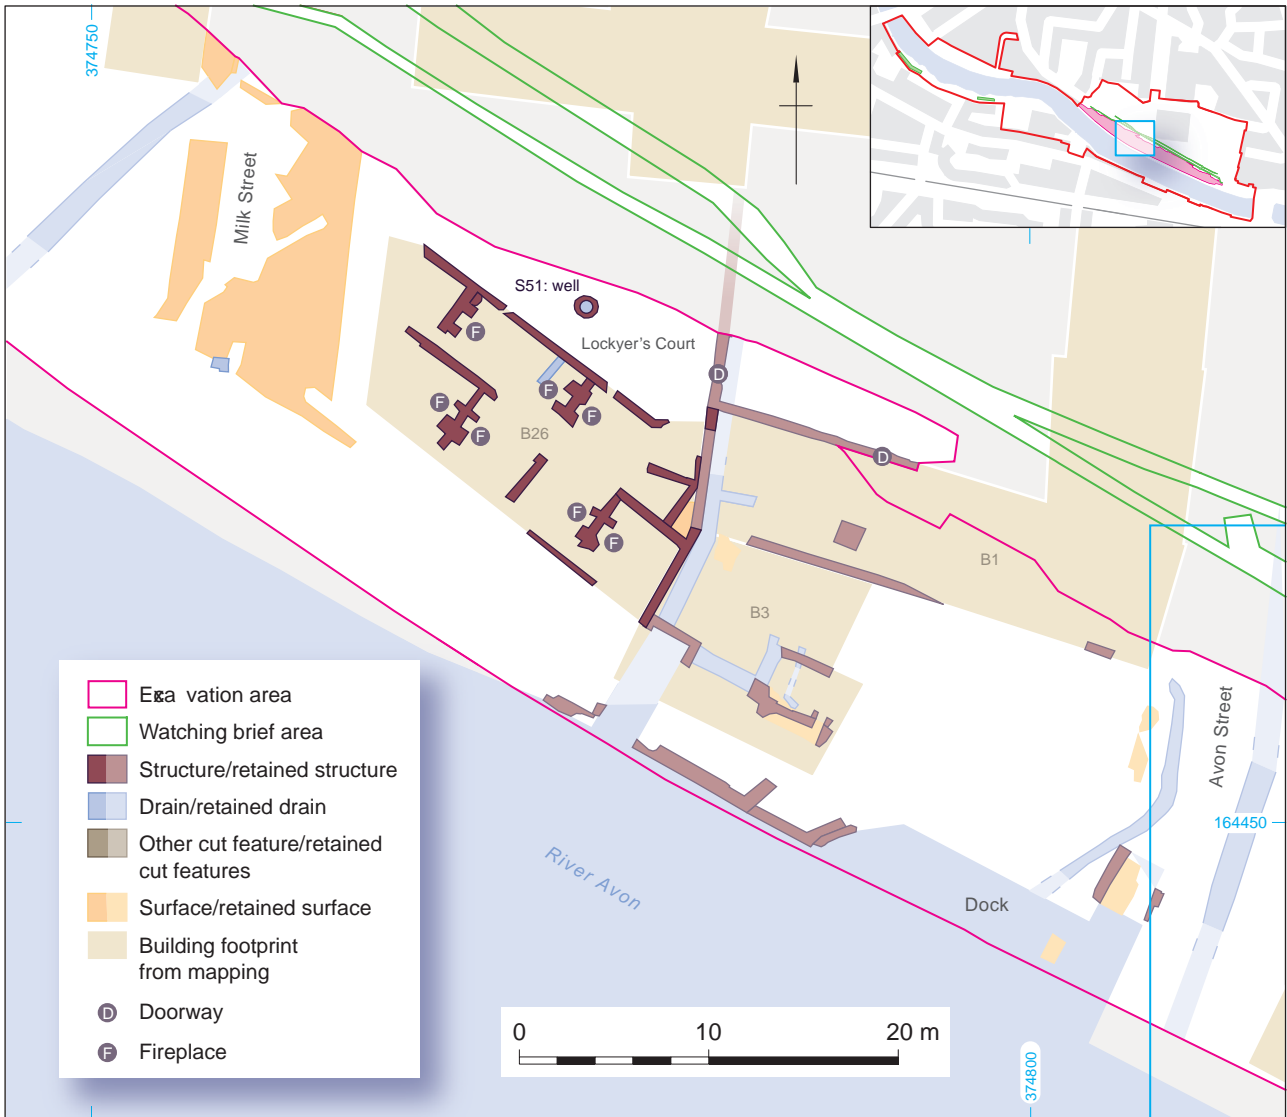 374750
Milk Street
S51: well
Lockyer's Court
D
F
F
F
F
F
B26
D
F
F
B1
B3
Excavation area
Watching brief area
Structure/retained structure
Drain/retained drain
Other cut feature/retained
cut features
Surface/retained surface
Building footprint
from mapping
D Doorway
F Fireplace
River Avon
Avon Street
164450
Dock
0 10 20 m
374800